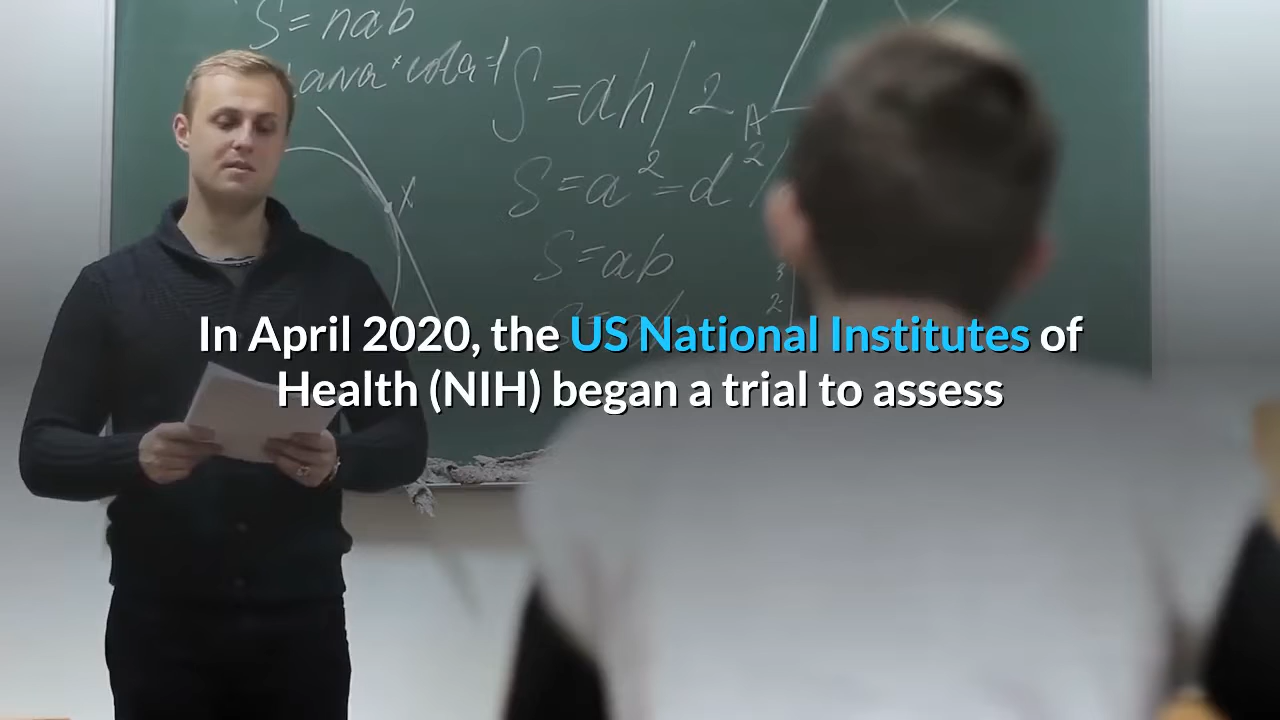 S = nab
S = ah/2
A
S = a² = d²/
X
S = ab
In April 2020, the US National Institutes of
Health (NIH) began a trial to assess